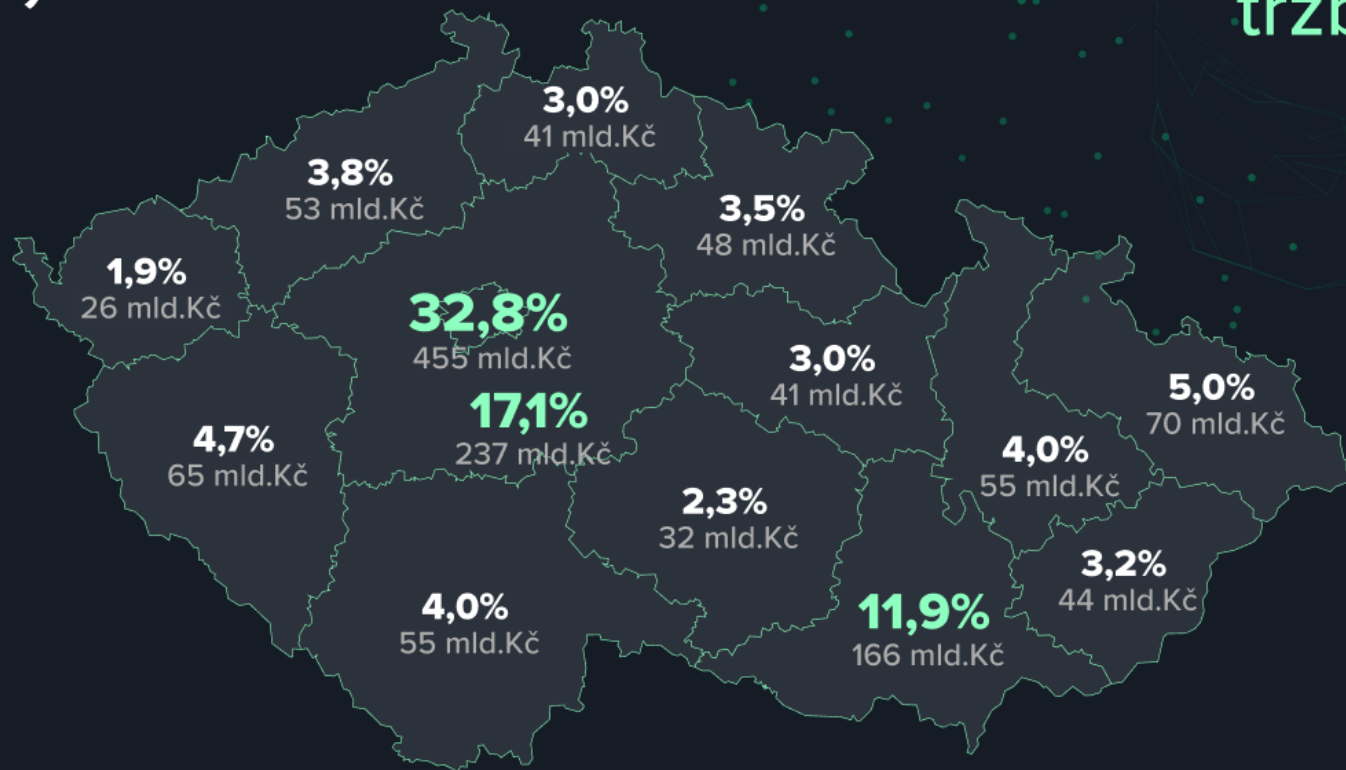 tržb
3,0%
41 mld.Kč
3,8%
53 mld.Kč
3,5%
48 mld.Kč
1,9%
26 mld.Kč
32,8%
455 mld.Kč
3,0%
41 mld.Kč
17,1%
237 mld.Kč
5,0%
70 mld.Kč
4,7%
65 mld.Kč
4,0%
55 mld.Kč
2,3%
32 mld.Kč
3,2%
44 mld.Kč
4,0%
55 mld.Kč
11,9%
166 mld.Kč